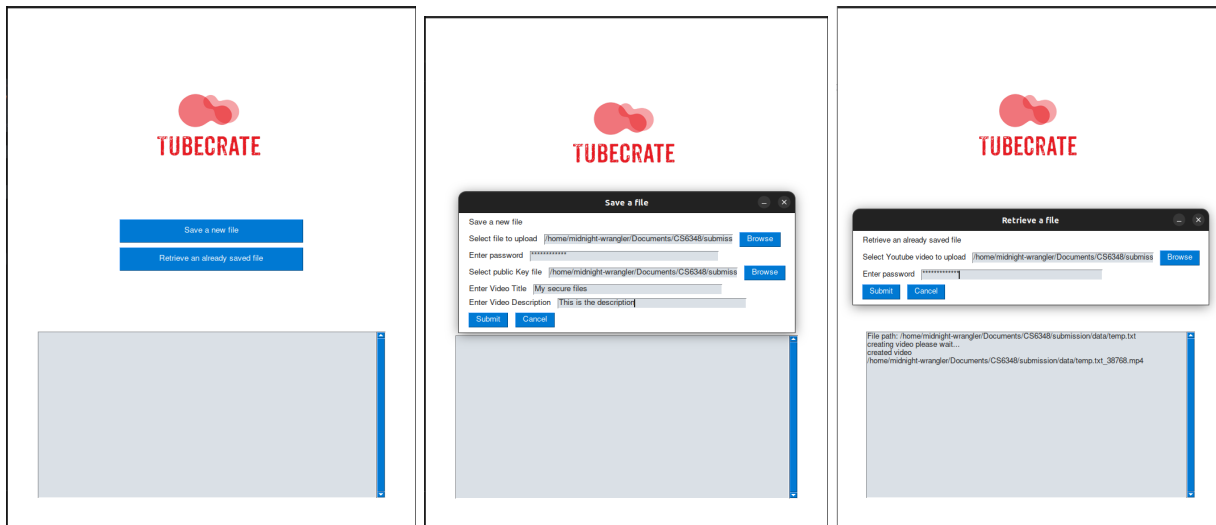 TUBECRATE
Save a new file
Retrieve an already saved file
TUBECRATE
Save a file
Save a new file
Select file to upload /home/midnight-wrangler/Documents/CS6348/submiss Browse
Enter password ************
Select public Key file /home/midnight-wrangler/Documents/CS6348/submiss Browse
Enter Video Title My secure files
Enter Video Description This is the description
Submit Cancel
TUBECRATE
Retrieve a file
Retrieve an already saved file
Select Youtube video to upload /home/midnight-wrangler/Documents/CS6348/submiss Browse
Enter password *************
Submit Cancel
File path: /home/midnight-wrangler/Documents/CS6348/submission/data/temp.txt
creating video please wait...
created video
/home/midnight-wrangler/Documents/CS6348/submission/data/temp.txt_38768.mp4